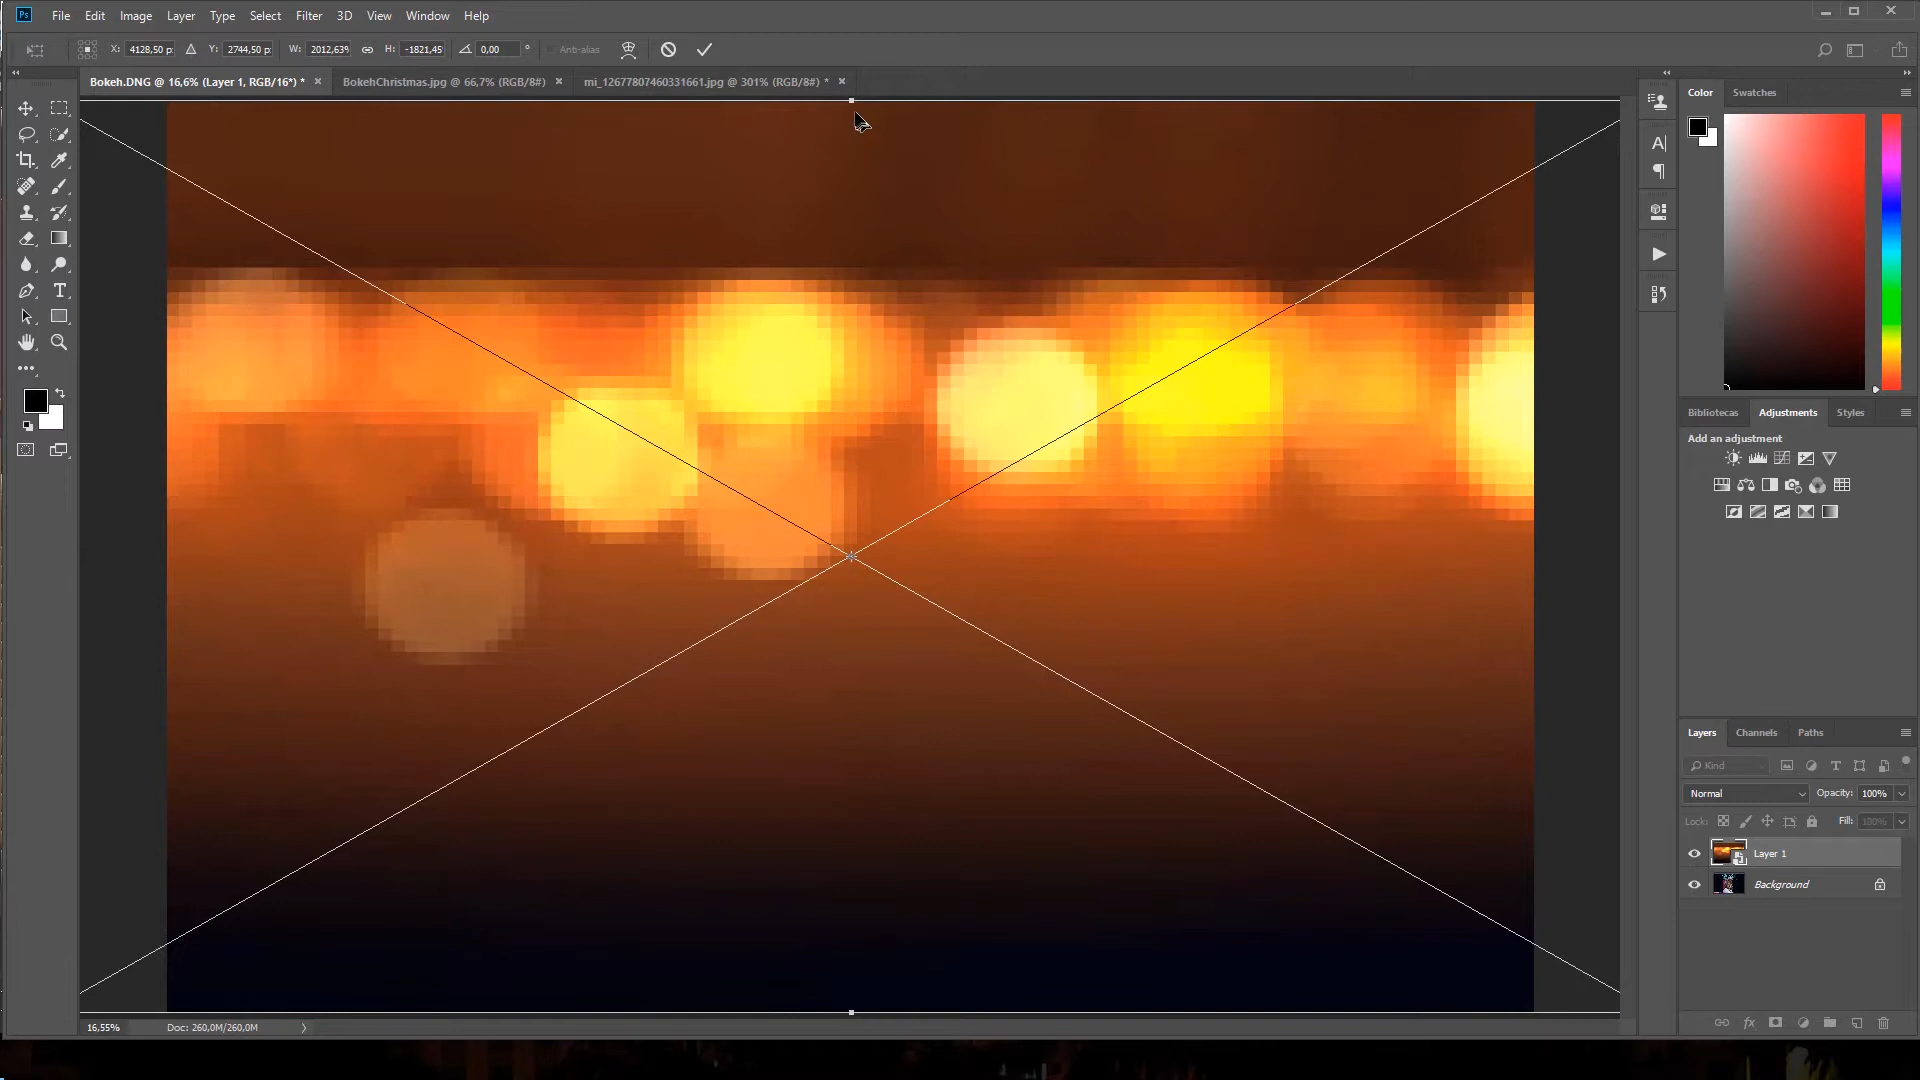 Ps File Edit Image Layer Type Select Filter 3D View Window Help
X: 4128,50 p: Y: 2744,50 p: W: 2012,63% H: -1821,45 0,00 ° Anti-alias
Bokeh.DNG @ 16,6% (Layer 1, RGB/16*) * × BokehChristmas.jpg @ 66,7% (RGB/8#) × mi_12677807460331661.jpg @ 301% (RGB/8#) * ×
Color Swatches
Bibliotecas Adjustments Styles
Add an adjustment
Layers Channels Paths
Kind
Normal Opacity: 100%
Lock: Fill: 100%
Layer 1
Background
16,55% Doc: 260,0M/260,0M